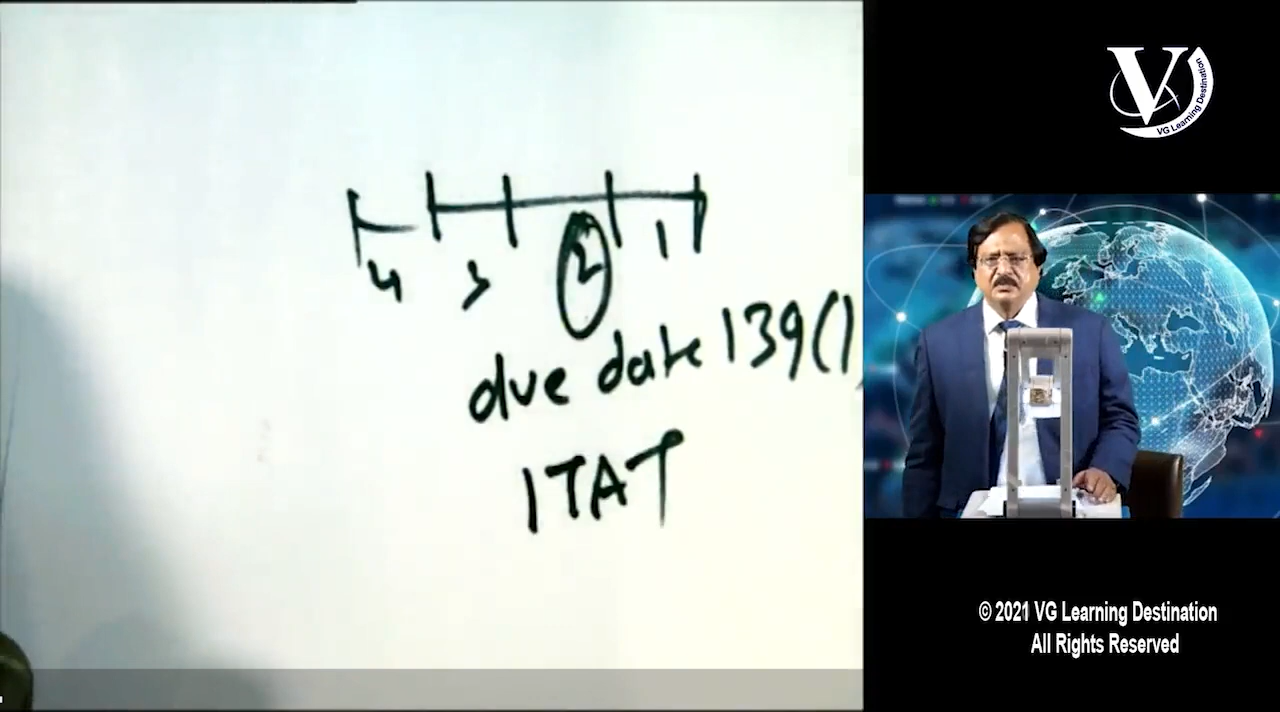 4 3 2 1
due date 139(1)
ITAT
V
VG Learning Destination
© 2021 VG Learning Destination
All Rights Reserved